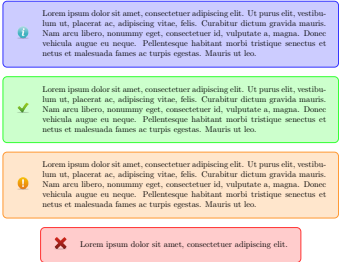 Lorem ipsum dolor sit amet, consectetuer adipiscing elit. Ut purus elit, vestibu-
lum ut, placerat ac, adipiscing vitae, felis. Curabitur dictum gravida mauris.
Nam arcu libero, nonummy eget, consectetuer id, vulputate a, magna. Donec
vehicula augue eu neque. Pellentesque habitant morbi tristique senectus et
netus et malesuada fames ac turpis egestas. Mauris ut leo.
Lorem ipsum dolor sit amet, consectetuer adipiscing elit. Ut purus elit, vestibu-
lum ut, placerat ac, adipiscing vitae, felis. Curabitur dictum gravida mauris.
Nam arcu libero, nonummy eget, consectetuer id, vulputate a, magna. Donec
vehicula augue eu neque. Pellentesque habitant morbi tristique senectus et
netus et malesuada fames ac turpis egestas. Mauris ut leo.
Lorem ipsum dolor sit amet, consectetuer adipiscing elit. Ut purus elit, vestibu-
lum ut, placerat ac, adipiscing vitae, felis. Curabitur dictum gravida mauris.
Nam arcu libero, nonummy eget, consectetuer id, vulputate a, magna. Donec
vehicula augue eu neque. Pellentesque habitant morbi tristique senectus et
netus et malesuada fames ac turpis egestas. Mauris ut leo.
Lorem ipsum dolor sit amet, consectetuer adipiscing elit.